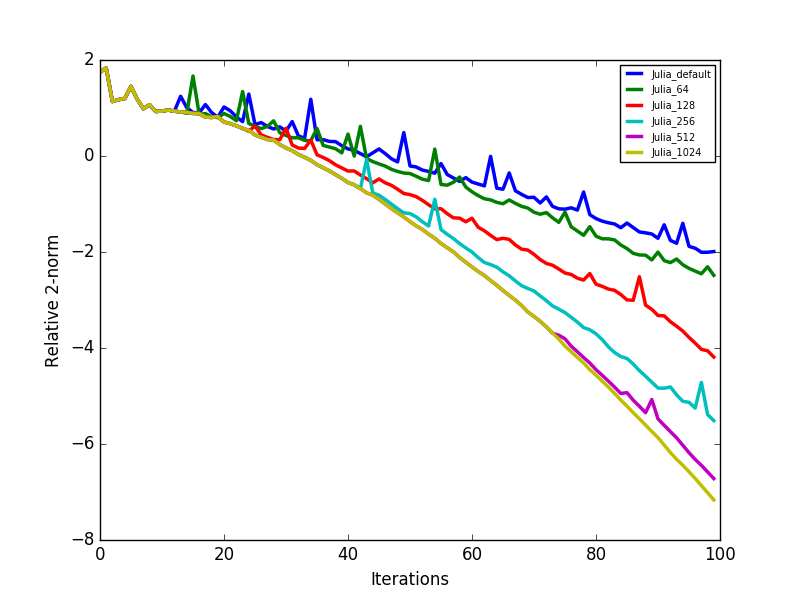 2
0
−2
−4
−6
−8
0 20 40 60 80 100
Relative 2-norm
Iterations
Julia_default
Julia_64
Julia_128
Julia_256
Julia_512
Julia_1024